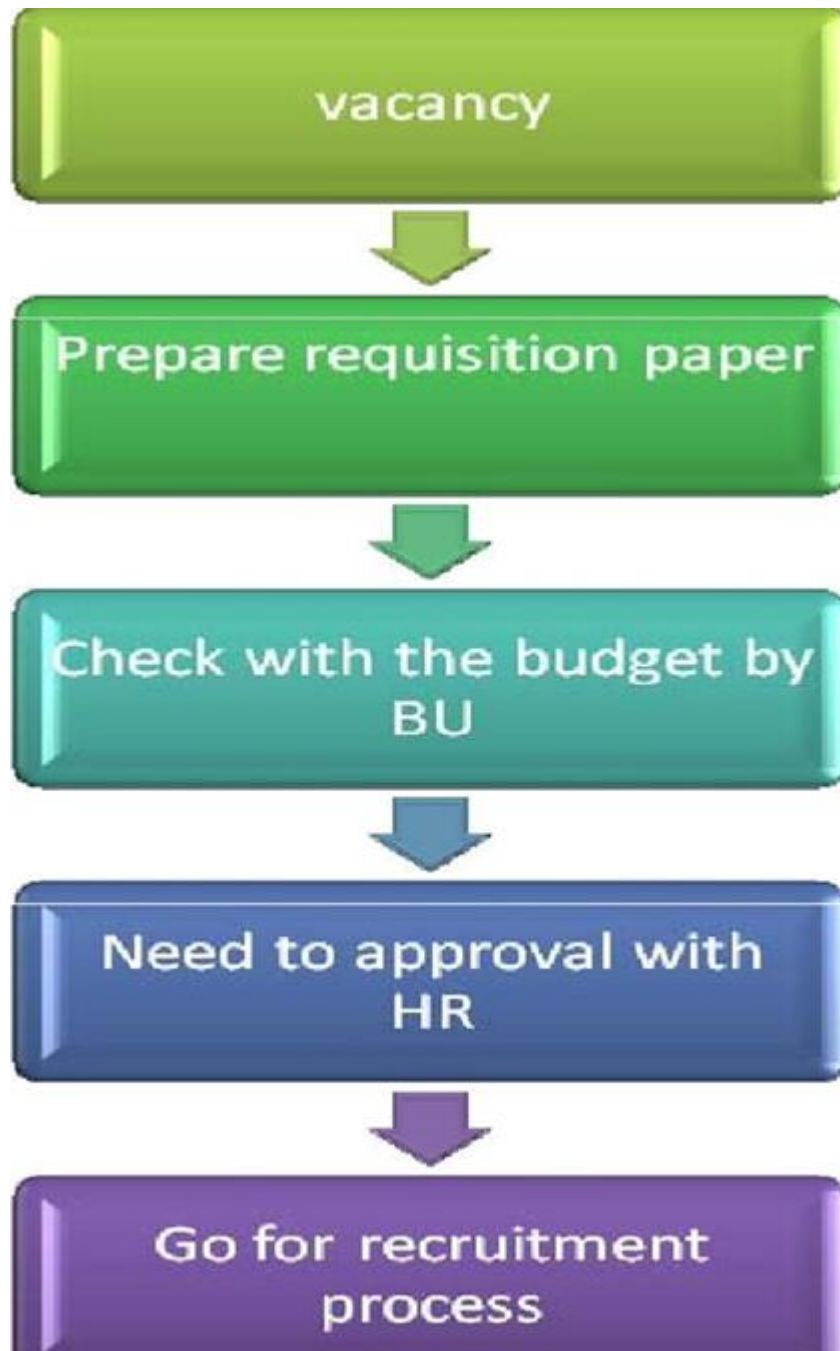 vacancy
Prepare requisition paper
Check with the budget by
BU
Need to approval with
HR
Go for recruitment
process